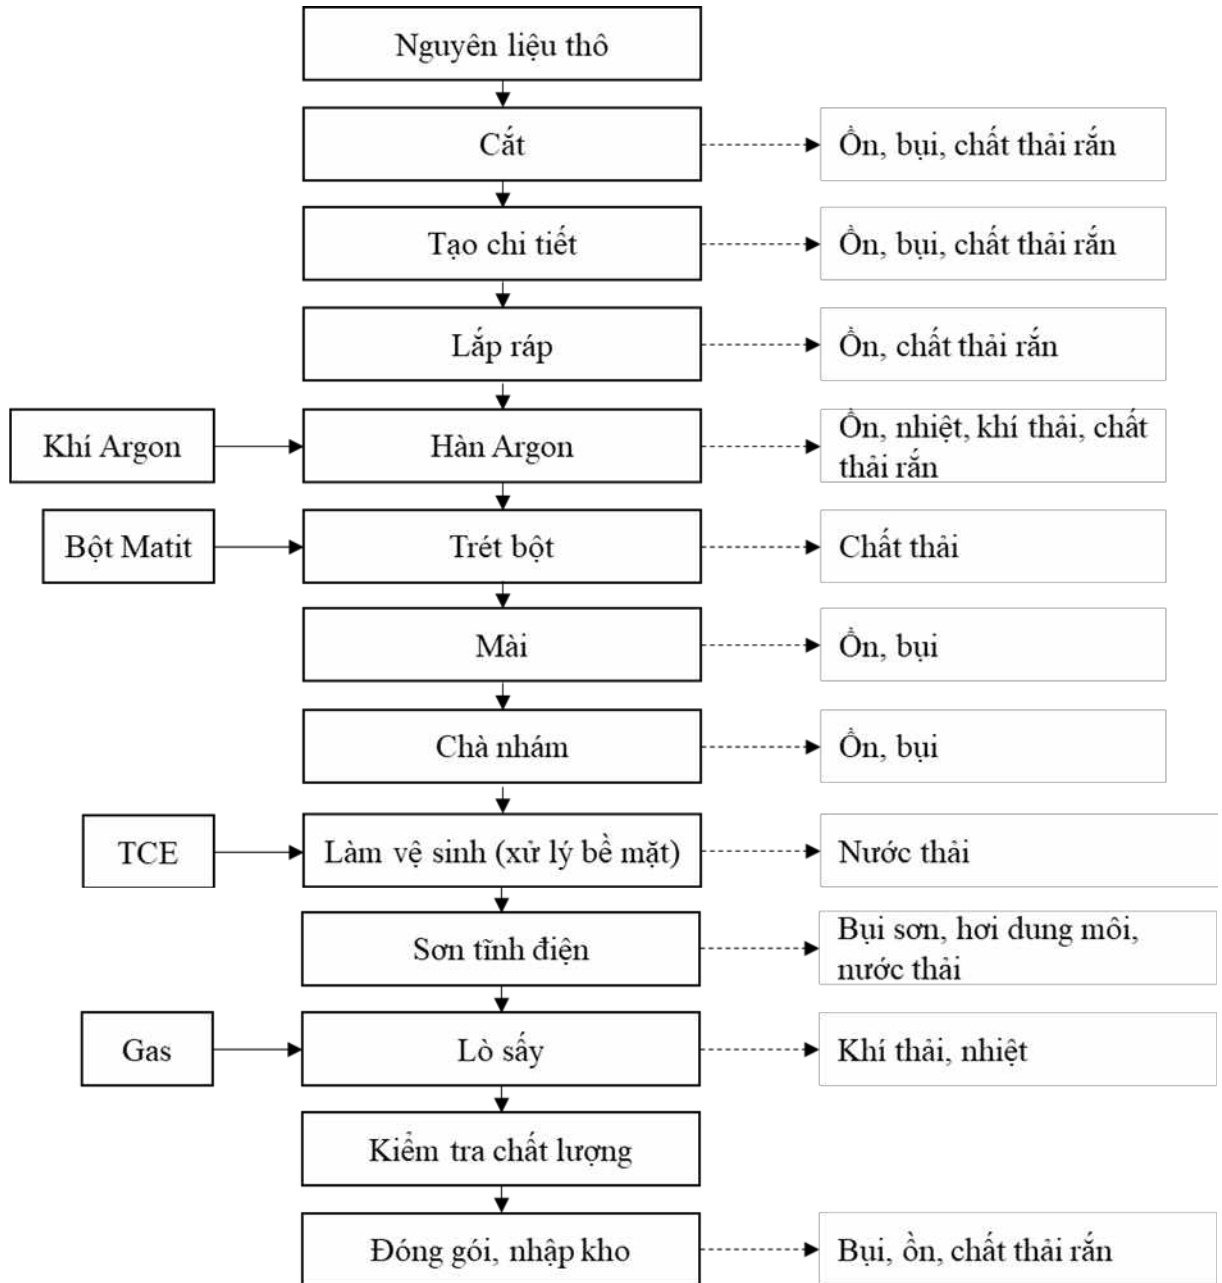 Nguyên liệu thô
Cắt
Ồn, bụi, chất thải rắn
Tạo chi tiết
Ồn, bụi, chất thải rắn
Lắp ráp
Ồn, chất thải rắn
Khí Argon
Hàn Argon
Ồn, nhiệt, khí thải, chất
thải rắn
Bột Matit
Trét bột
Chất thải
Mài
Ồn, bụi
Chà nhám
Ồn, bụi
TCE
Làm vệ sinh (xử lý bề mặt)
Nước thải
Sơn tĩnh điện
Bụi sơn, hơi dung môi,
nước thải
Gas
Lò sấy
Khí thải, nhiệt
Kiểm tra chất lượng
Đóng gói, nhập kho
Bụi, ồn, chất thải rắn